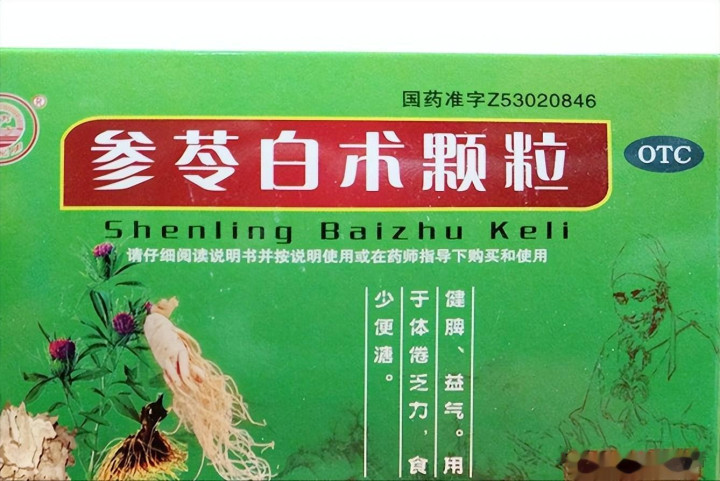 国药准字Z53020846
参苓白术颗粒
OTC
Shenling Baizhu Keli
请仔细阅读说明书并按说明使用或在药师指导下购买和使用
健脾、益气。用
于体倦乏力，食
少便溏。